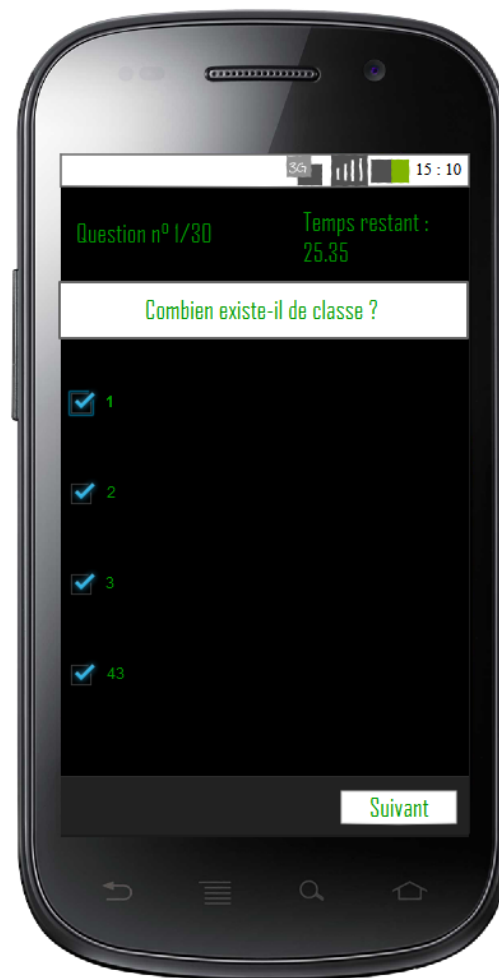 3G 15 : 10
Question nº 1/30
Temps restant :
25.35
Combien existe-il de classe ?
1
2
3
43
Suivant